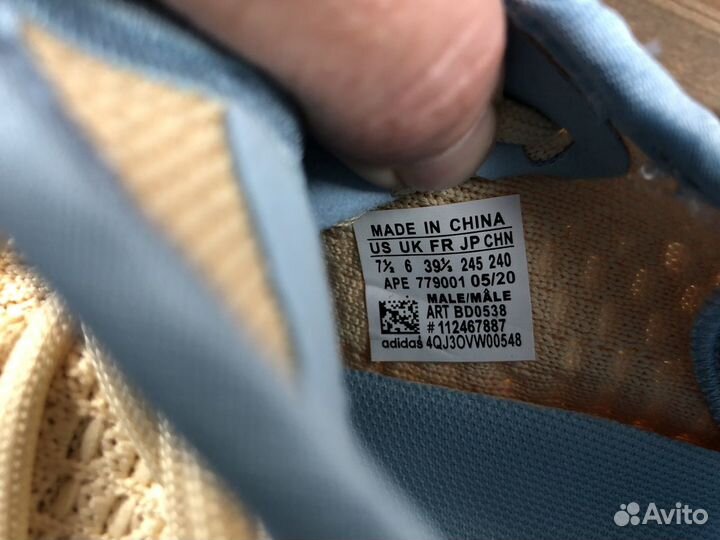 MADE IN CHINA
US UK FR JP CHN
7½ 6 39⅓ 245 240
APE 779001 05/20
MALE/MÂLE
ART BD0538
# 112467887
adidas 4QJ3OVW00548
Avito